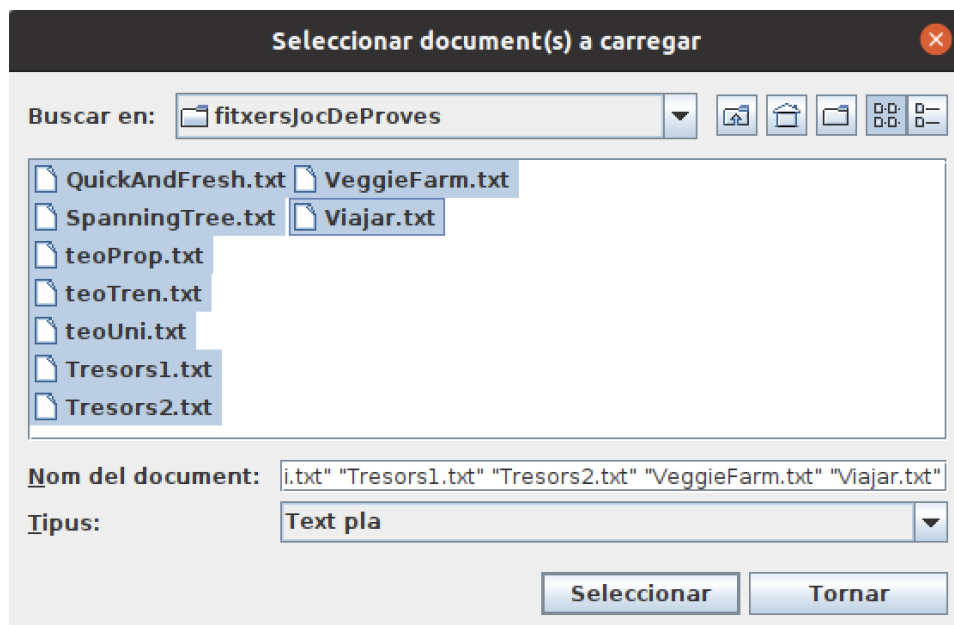 Seleccionar document(s) a carregar
Buscar en: fitxersJocDeProves
QuickAndFresh.txt VeggieFarm.txt
SpanningTree.txt Viajar.txt
teoProp.txt
teoTren.txt
teoUni.txt
Tresors1.txt
Tresors2.txt
Nom del document: i.txt" "Tresors1.txt" "Tresors2.txt" "VeggieFarm.txt" "Viajar.txt"
Tipus: Text pla
Seleccionar Tornar